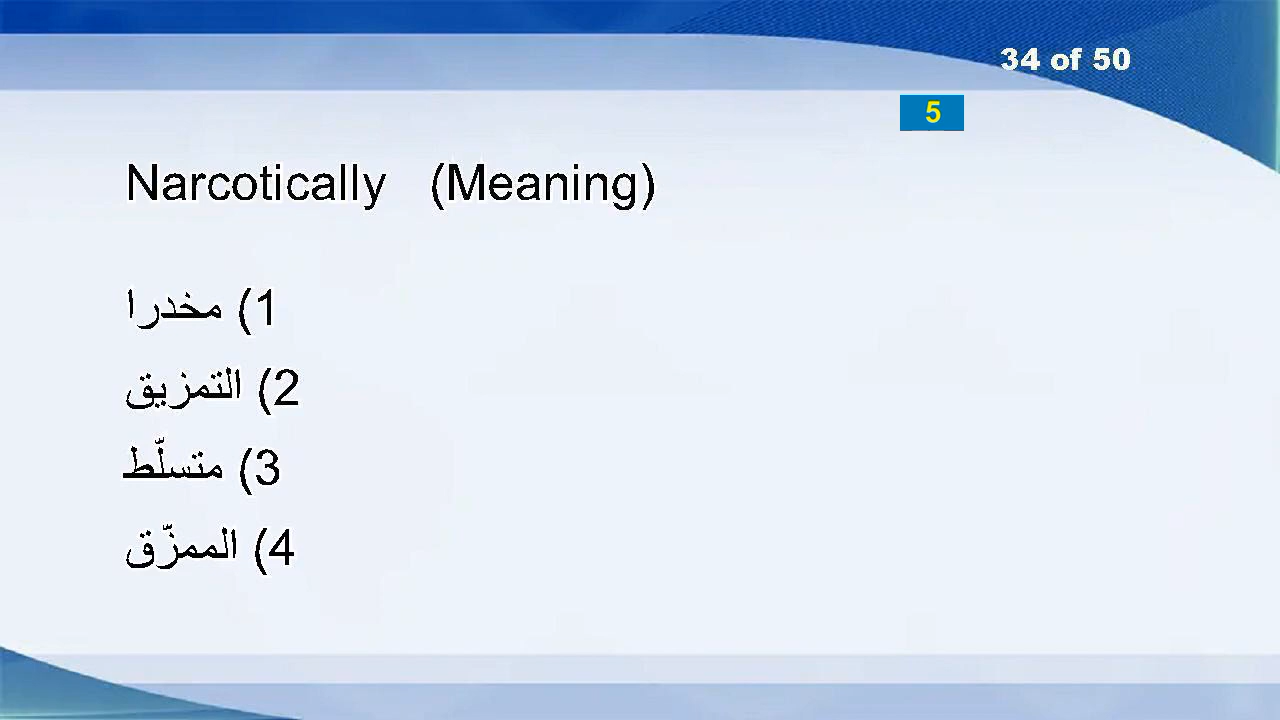 34 of 50
5
Narcotically (Meaning)
1) مخدرا
2) التمزيق
3) متسلّط
4) الممزّق